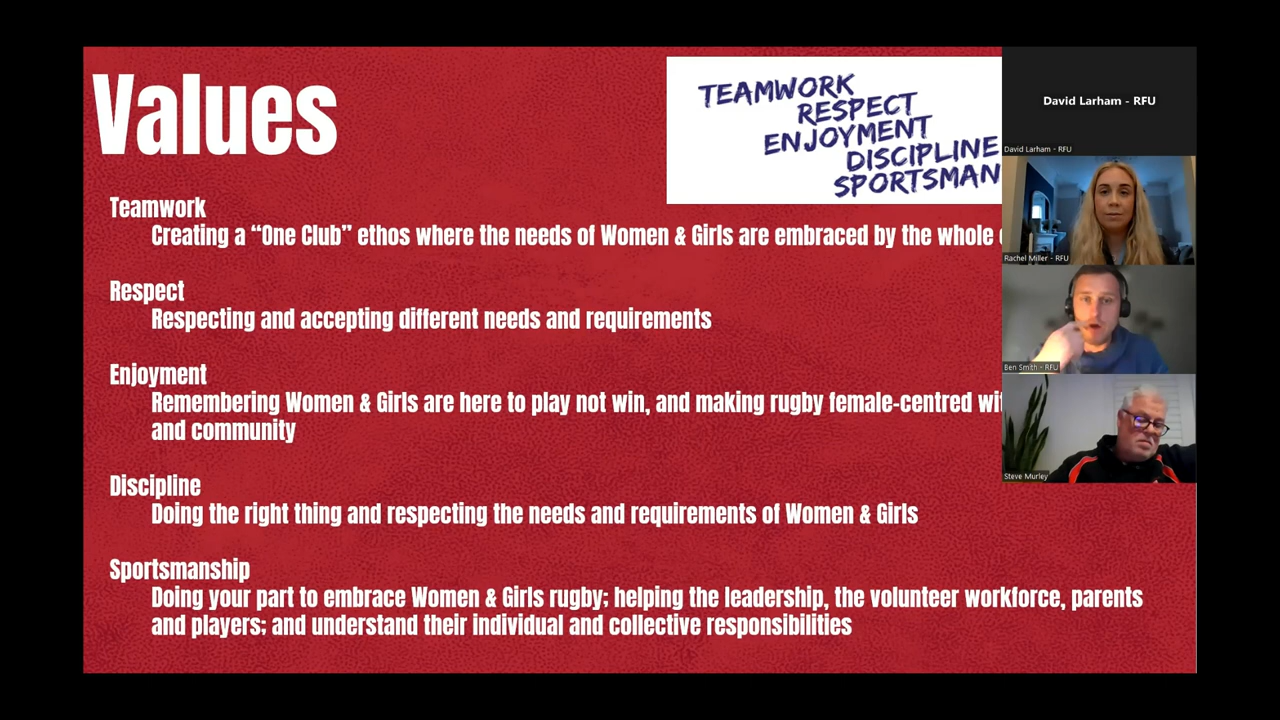 Values
TEAMWORK
RESPECT
ENJOYMENT
DISCIPLINE
SPORTSMAN
David Larham - RFU
David Larham - RFU
Rachel Miller - RFU
Ben Smith - RFU
Steve Murley
Teamwork
Creating a “One Club” ethos where the needs of Women & Girls are embraced by the whole
Respect
Respecting and accepting different needs and requirements
Enjoyment
Remembering Women & Girls are here to play not win, and making rugby female-centred
and community
Discipline
Doing the right thing and respecting the needs and requirements of Women & Girls
Sportsmanship
Doing your part to embrace Women & Girls rugby; helping the leadership, the volunteer workforce, parents
and players; and understand their individual and collective responsibilities